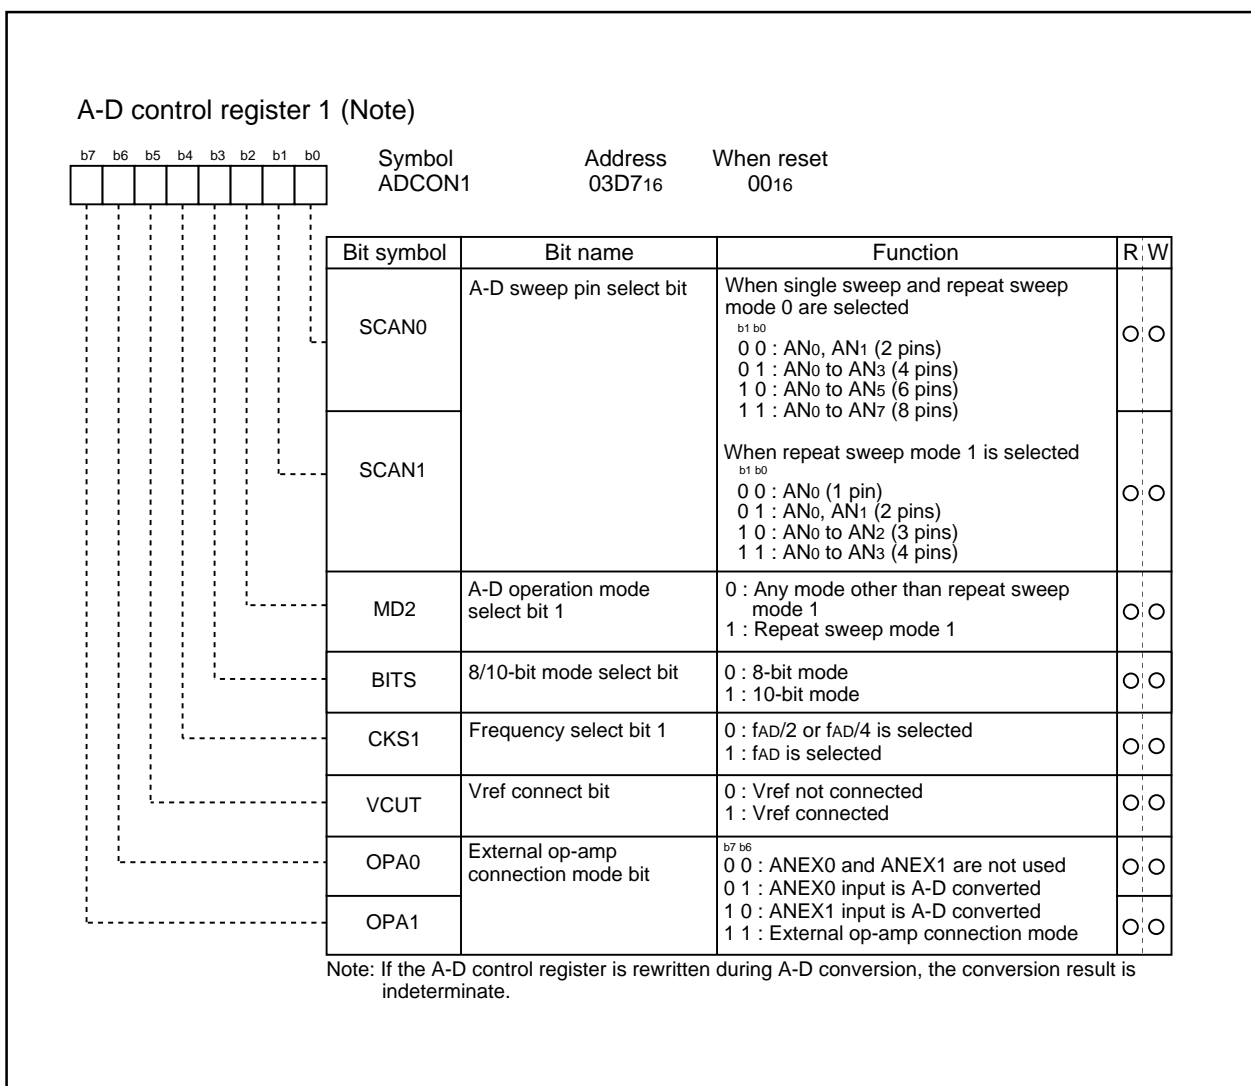 A-D control register 1 (Note)
b7 b6 b5 b4 b3 b2 b1 b0
Symbol Address When reset
ADCON1 03D716 0016
Bit symbol Bit name Function R W
SCAN0
A-D sweep pin select bit
When single sweep and repeat sweep
mode 0 are selected
b1 b0
0 0 : AN0, AN1 (2 pins)
0 1 : AN0 to AN3 (4 pins)
1 0 : AN0 to AN5 (6 pins)
1 1 : AN0 to AN7 (8 pins)
SCAN1
When repeat sweep mode 1 is selected
b1 b0
0 0 : AN0 (1 pin)
0 1 : AN0, AN1 (2 pins)
1 0 : AN0 to AN2 (3 pins)
1 1 : AN0 to AN3 (4 pins)
MD2
A-D operation mode
select bit 1
0 : Any mode other than repeat sweep
mode 1
1 : Repeat sweep mode 1
BITS
8/10-bit mode select bit
0 : 8-bit mode
1 : 10-bit mode
CKS1
Frequency select bit 1
0 : fAD/2 or fAD/4 is selected
1 : fAD is selected
VCUT
Vref connect bit
0 : Vref not connected
1 : Vref connected
OPA0
External op-amp
connection mode bit
b7 b6
0 0 : ANEX0 and ANEX1 are not used
0 1 : ANEX0 input is A-D converted
1 0 : ANEX1 input is A-D converted
1 1 : External op-amp connection mode
OPA1
Note: If the A-D control register is rewritten during A-D conversion, the conversion result is
indeterminate.